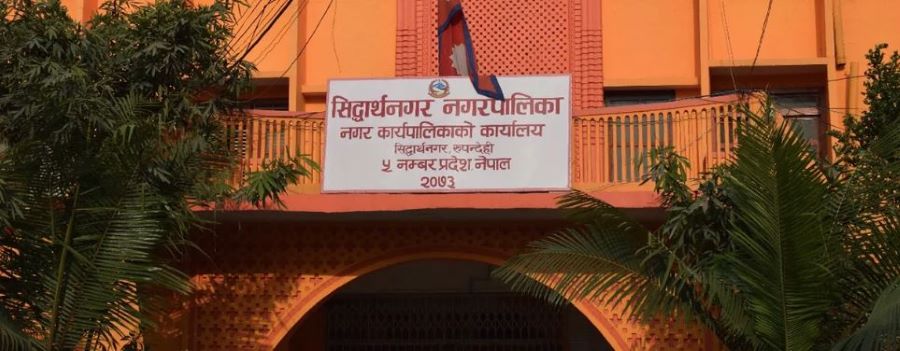 सिद्धार्थनगर नगरपालिका
नगर कार्यपालिकाको कार्यालय
सिद्धार्थनगर, रुपन्देही
५ नम्बर प्रदेश, नेपाल
२०७३